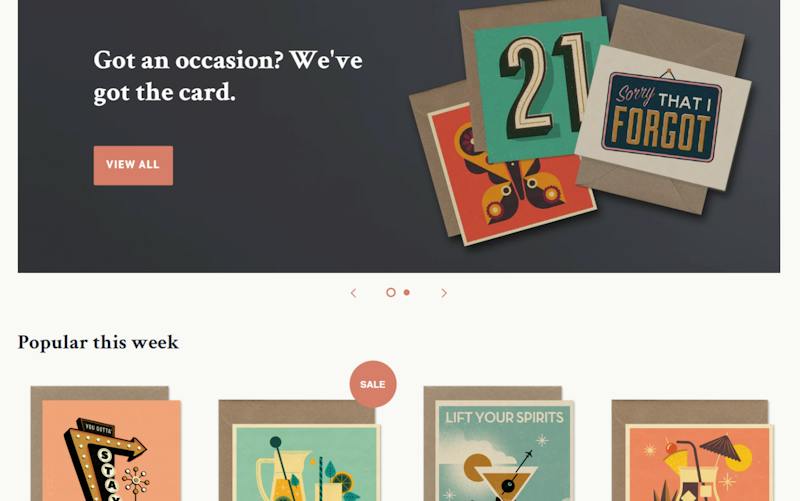 Got an occasion? We've
got the card.
VIEW ALL
21
Sorry THAT I
FORGOT
Popular this week
SALE
YOU GOTTA'
STAY
LIFT YOUR SPIRITS